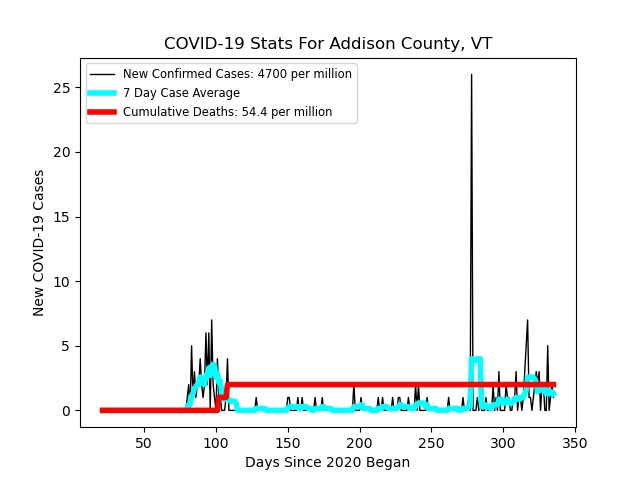 COVID-19 Stats For Addison County, VT
New Confirmed Cases: 4700 per million
7 Day Case Average
Cumulative Deaths: 54.4 per million
New COVID-19 Cases
25
20
15
10
5
0
50
100
150
200
250
300
350
Days Since 2020 Began